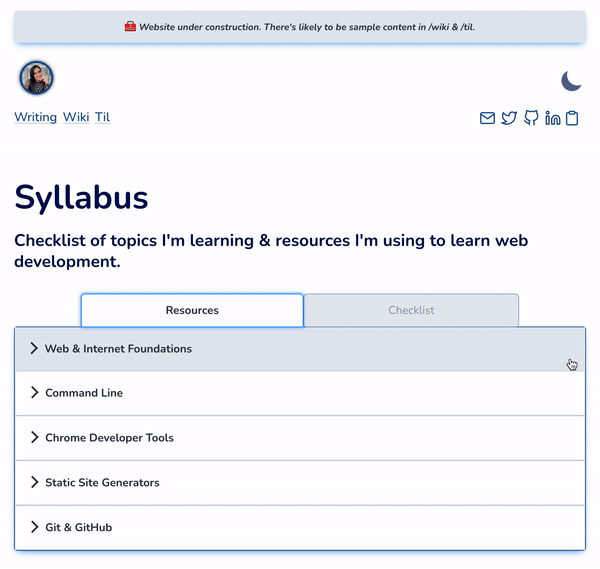 Website under construction. There's likely to be sample content in /wiki & /til.
Writing Wiki Til
Syllabus
Checklist of topics I'm learning & resources I'm using to learn web
development.
Resources Checklist
Web & Internet Foundations
Command Line
Chrome Developer Tools
Static Site Generators
Git & GitHub